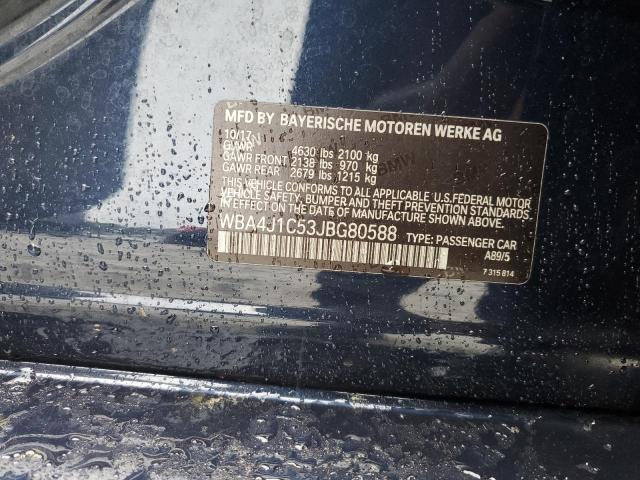 MFD BY BAYERISCHE MOTOREN WERKE AG
10/17
GVWR 4630 lbs 2100 kg
GAWR FRONT 2138 lbs 970 kg
GAWR REAR 2679 lbs 1215 kg
THIS VEHICLE CONFORMS TO ALL APPLICABLE U.S.FEDERAL MOTOR
VEHICLE SAFETY, BUMPER, AND THEFT PREVENTION STANDARDS
IN EFFECT ON THE DATE OF MANUFACTURE SHOWN ABOVE.
WBA4J1C53JBG80588 TYPE: PASSENGER CAR
A89/5
7 315 814